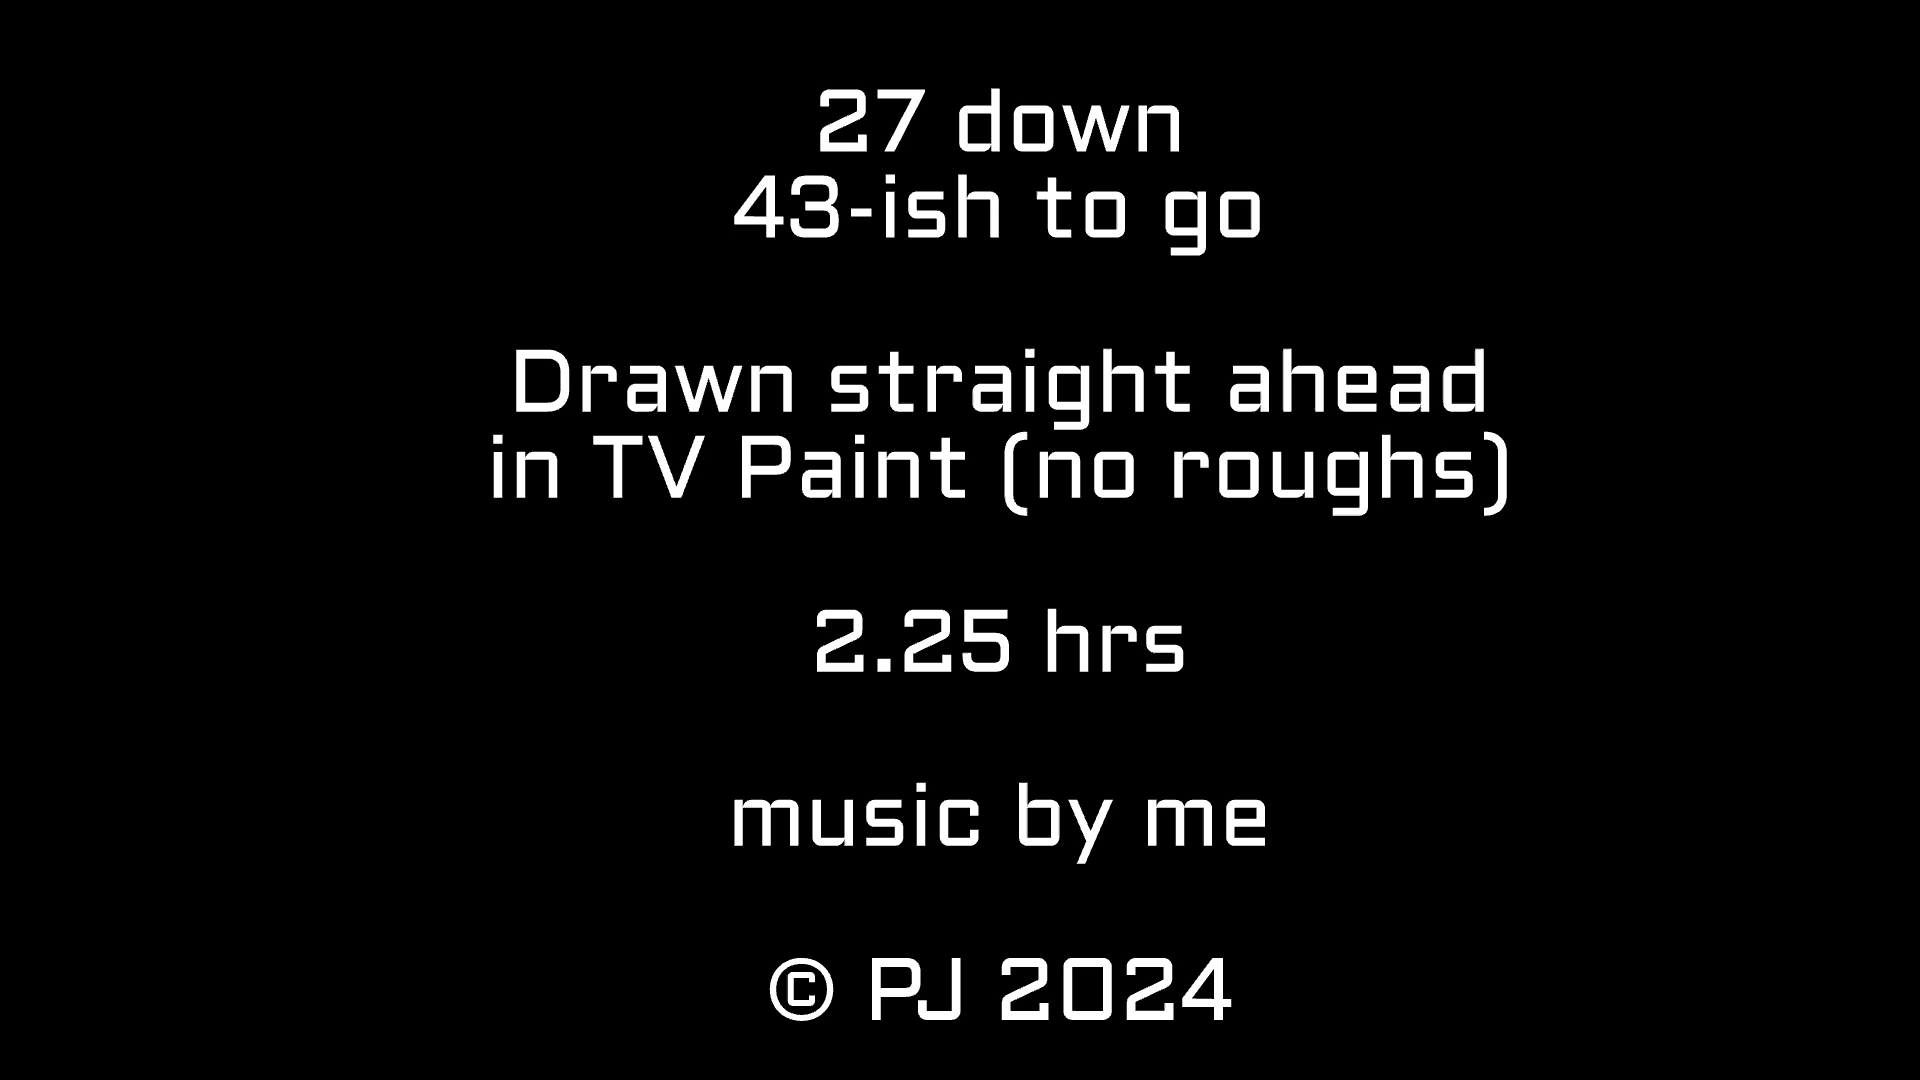 27 down
43-ish to go
Drawn straight ahead
in TV Paint (no roughs)
2.25 hrs
music by me
© PJ 2024